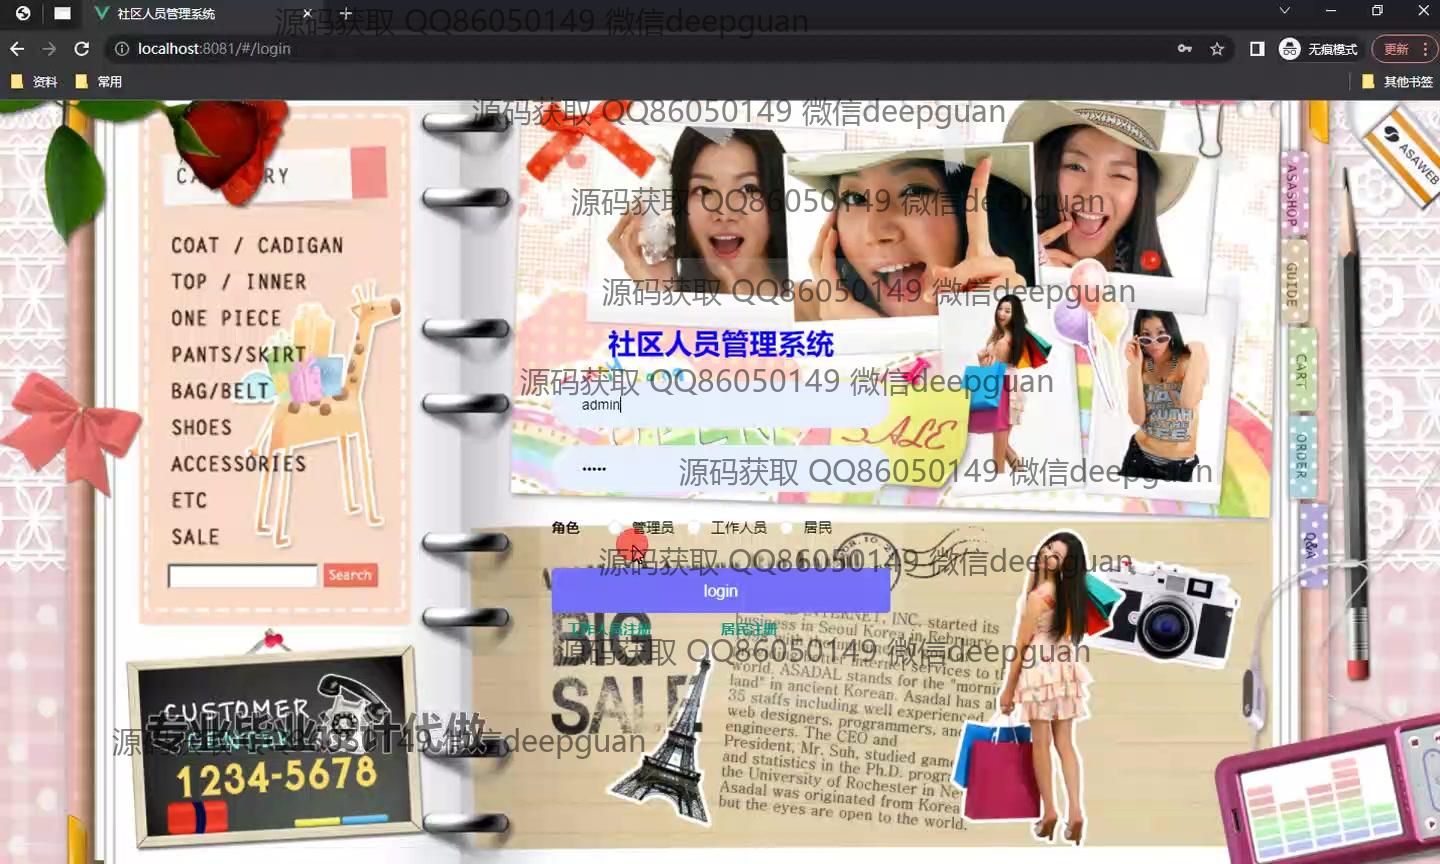 社区人员管理系统
源码获取 QQ86050149 微信deepguan
localhost:8081/#/login
无痕模式
更新
资料
常用
其他书签
源码获取 QQ86050149 微信deepguan
ASAWEB
ASASHOP
源码获取 QQ86050149 微信deepguan
COAT / CADIGAN
TOP / INNER
GUIDE
源码获取 QQ86050149 微信deepguan
ONE PIECE
社区人员管理系统
PANTS/SKIRT
CART
源码获取 QQ86050149 微信deepguan
BAG/BELT
admin
SHOES
SALE
ORDER
ACCESSORIES
•••••
源码获取 QQ86050149 微信deepguan
ETC
SALE
角色
管理员
工作人员
居民
Q&A
源码获取 QQ86050149 微信deepguan
Search
login
工作人员注册
居民注册
INTERNET, INC. started its
business in Seoul Korea in February
源码获取 QQ86050149 微信deepguan
world. ASADAL stands for the "morning
land" in ancient Korean. Asadal has al
35 staffs including well experienced
web designers, programmers, and
engineers. The CEO and
President, Mr. Suh, studied game
and statistics in the Ph.D. progra
the University of Rochester in Ne
Asadal was originated from Korea
but the eyes are open to the world.
BIG
SALE
CUSTOMER
专业毕业设计代做
源码获取 QQ86050149 微信deepguan
1234-5678